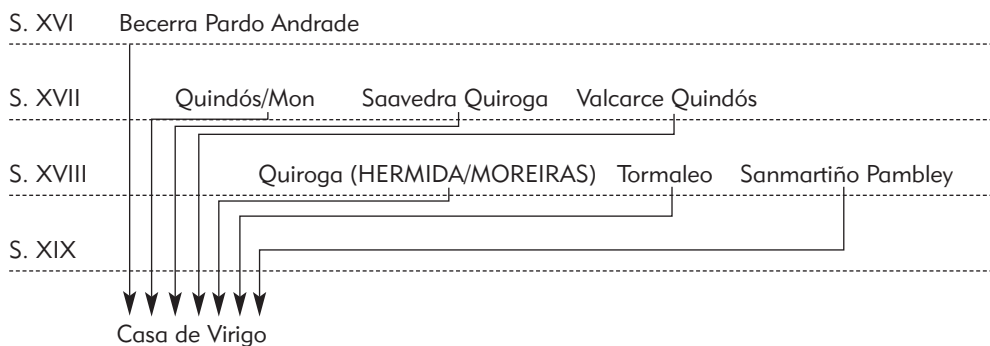 S. XVI Becerra Pardo Andrade
S. XVII Quindós/Mon Saavedra Quiroga Valcarce Quindós
S. XVIII Quiroga (HERMIDA/MOREIRAS) Tormaleo Sanmartiño Pambley
S. XIX
Casa de Virigo